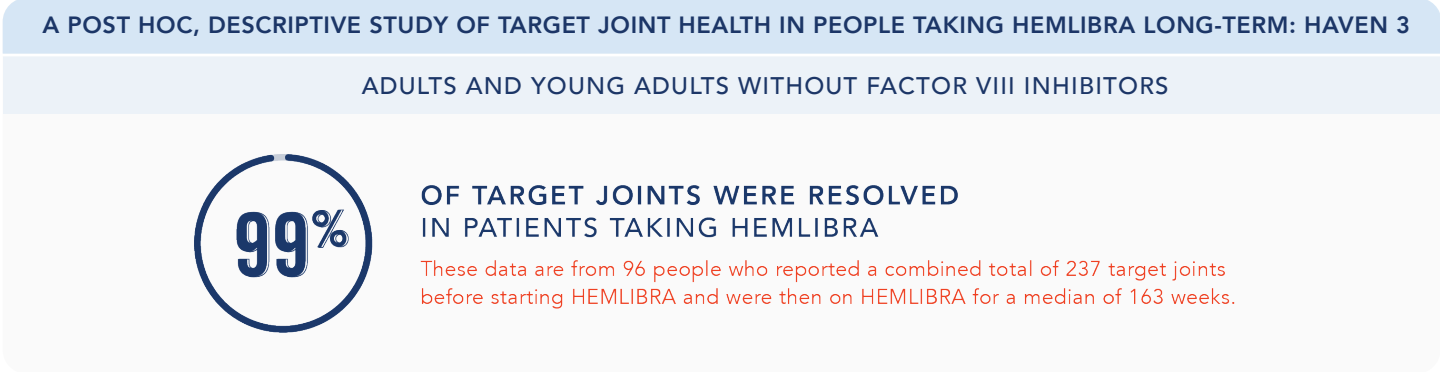 A POST HOC, DESCRIPTIVE STUDY OF TARGET JOINT HEALTH IN PEOPLE TAKING HEMLIBRA LONG-TERM: HAVEN 3
ADULTS AND YOUNG ADULTS WITHOUT FACTOR VIII INHIBITORS
99%
OF TARGET JOINTS WERE RESOLVED
IN PATIENTS TAKING HEMLIBRA
These data are from 96 people who reported a combined total of 237 target joints
before starting HEMLIBRA and were then on HEMLIBRA for a median of 163 weeks.